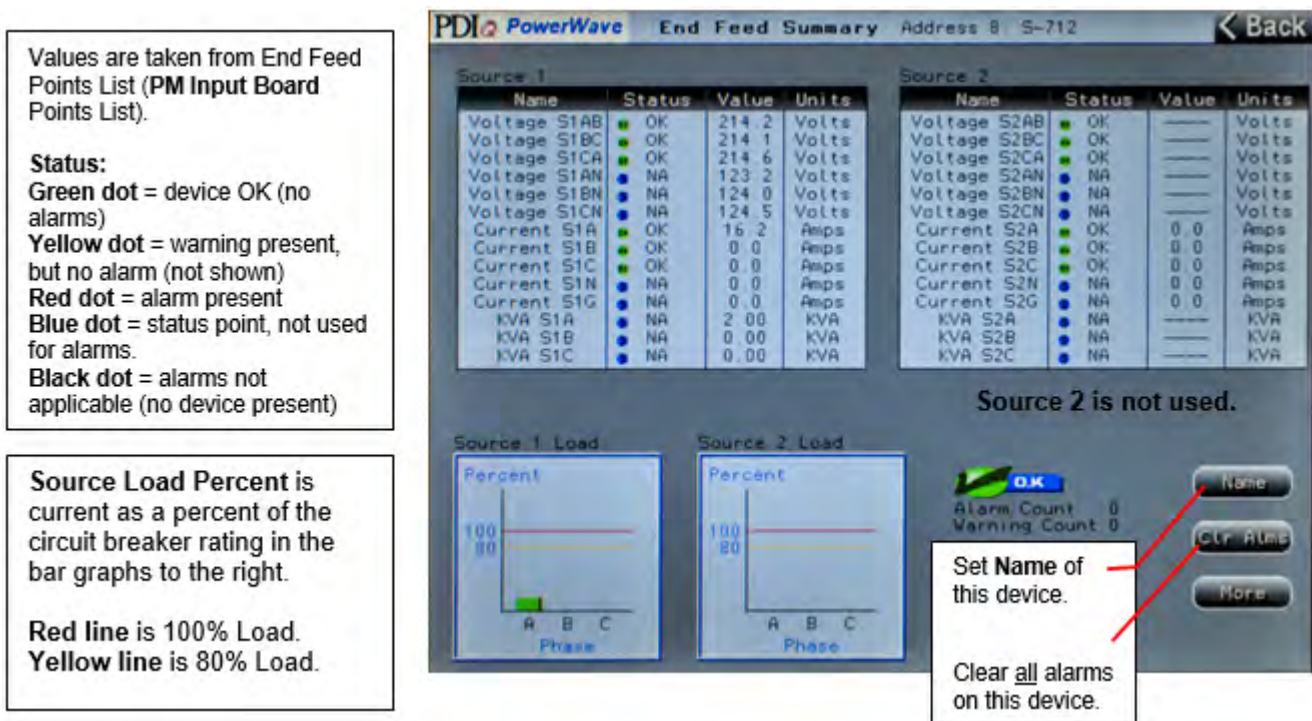 Values are taken from End Feed
Points List (PM Input Board
Points List).
Status:
Green dot = device OK (no
alarms)
Yellow dot = warning present,
but no alarm (not shown)
Red dot = alarm present
Blue dot = status point, not used
for alarms.
Black dot = alarms not
applicable (no device present)
Source Load Percent is
current as a percent of the
circuit breaker rating in the
bar graphs to the right.
Red line is 100% Load.
Yellow line is 80% Load.
PDI PowerWave End Feed Summary Address 8 S-712 < Back
Source 1
Name Status Value Units
Voltage S1AB OK 214.2 Volts
Voltage S1BC OK 214.1 Volts
Voltage S1CA OK 214.6 Volts
Voltage S1AN NA 123.2 Volts
Voltage S1BN NA 124.0 Volts
Voltage S1CN NA 124.5 Volts
Current S1A OK 16.2 Amps
Current S1B OK 0.0 Amps
Current S1C OK 0.0 Amps
Current S1N NA 0.0 Amps
Current S1G NA 0.0 Amps
KVA S1A NA 2.00 KVA
KVA S1B NA 0.00 KVA
KVA S1C NA 0.00 KVA
Source 2
Name Status Value Units
Voltage S2AB OK ---- Volts
Voltage S2BC OK ---- Volts
Voltage S2CA OK ---- Volts
Voltage S2AN NA ---- Volts
Voltage S2BN NA ---- Volts
Voltage S2CN NA ---- Volts
Current S2A OK 0.0 Amps
Current S2B OK 0.0 Amps
Current S2C OK 0.0 Amps
Current S2N NA 0.0 Amps
Current S2G NA 0.0 Amps
KVA S2A NA ---- KVA
KVA S2B NA ---- KVA
KVA S2C NA ---- KVA
Source 2 is not used.
Source 1 Load
Percent
100
80
A B C
Phase
Source 2 Load
Percent
100
80
A B C
Phase
O.K
Alarm Count 0
Warning Count 0
Name
Clr Alms
More
Set Name of
this device.
Clear all alarms
on this device.